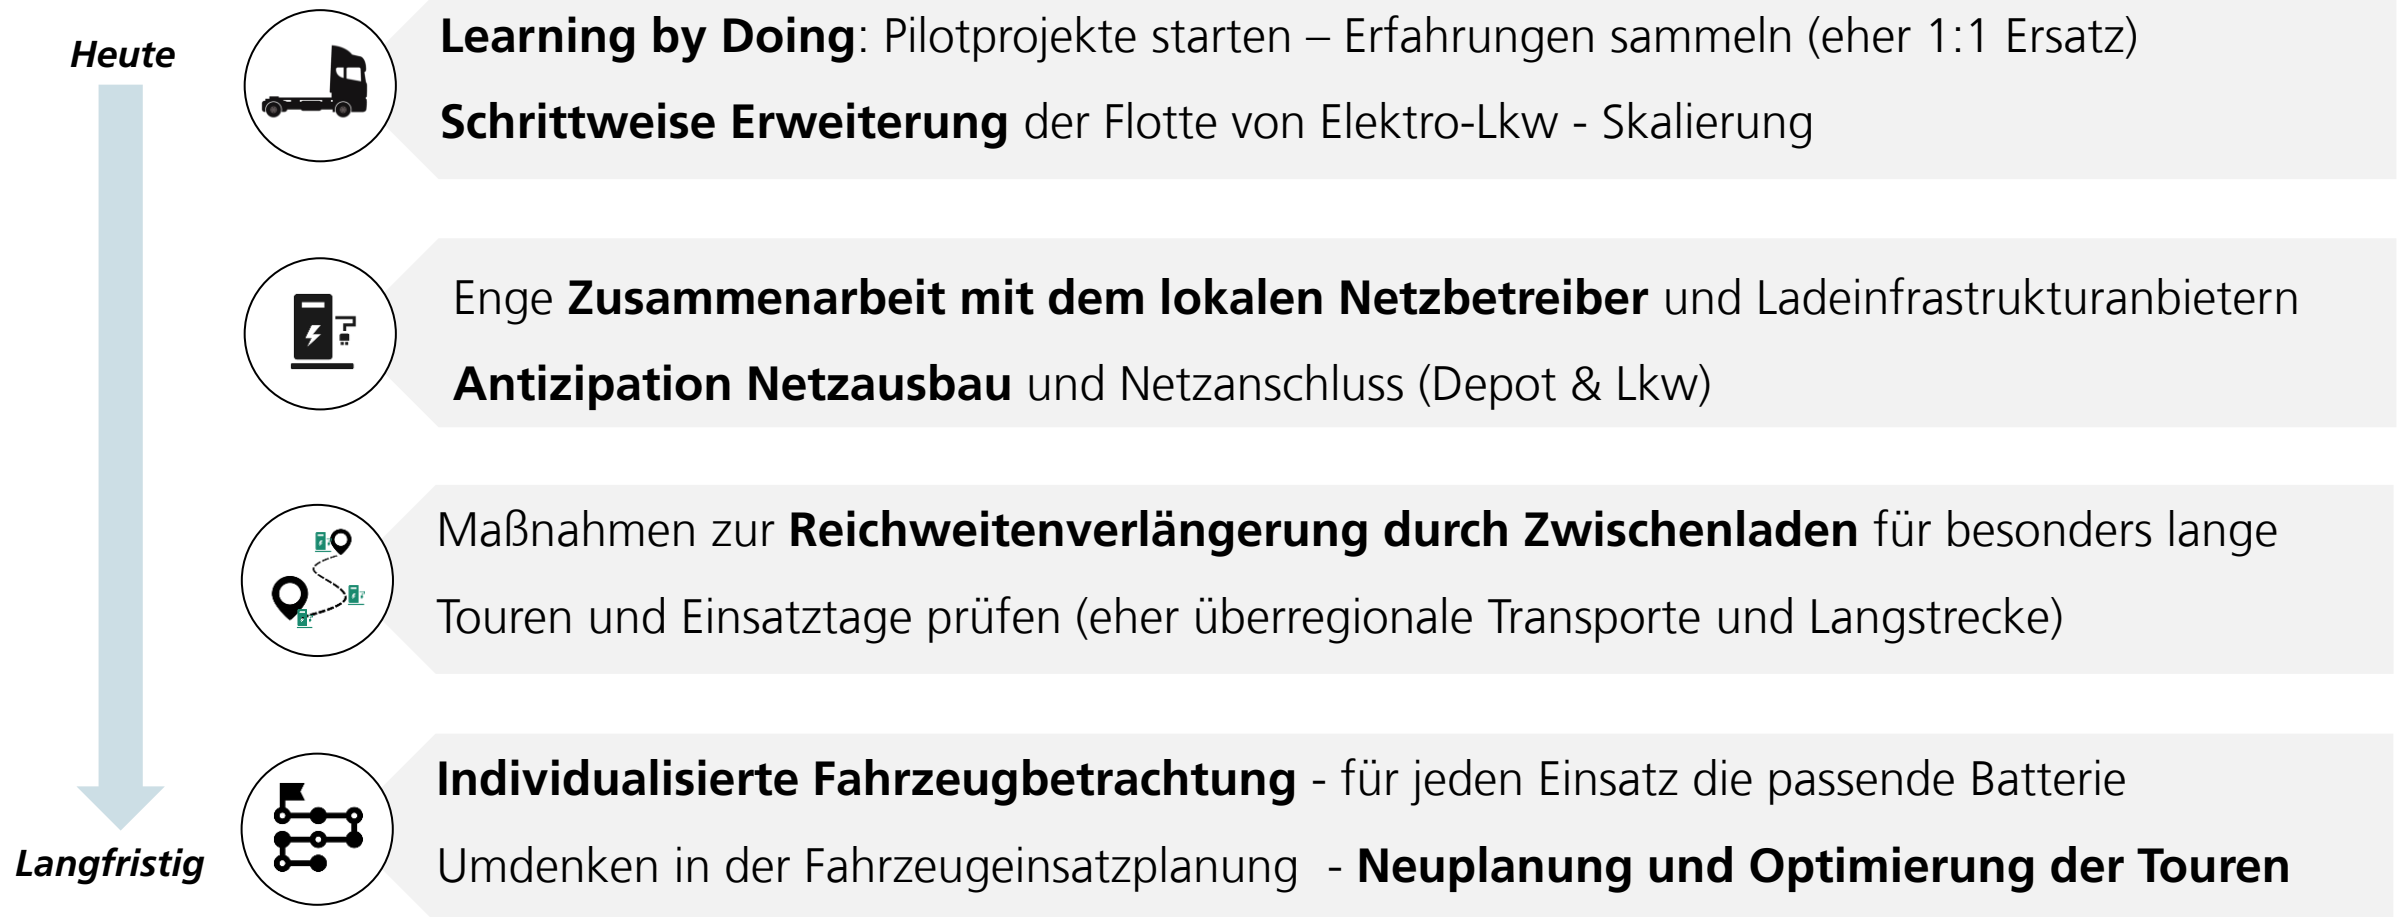 Heute
Learning by Doing: Pilotprojekte starten – Erfahrungen sammeln (eher 1:1 Ersatz)
Schrittweise Erweiterung der Flotte von Elektro-Lkw - Skalierung
Enge Zusammenarbeit mit dem lokalen Netzbetreiber und Ladeinfrastrukturanbietern
Antizipation Netzausbau und Netzanschluss (Depot & Lkw)
Maßnahmen zur Reichweitenverlängerung durch Zwischenladen für besonders lange
Touren und Einsatztage prüfen (eher überregionale Transporte und Langstrecke)
Individualisierte Fahrzeugbetrachtung - für jeden Einsatz die passende Batterie
Umdenken in der Fahrzeugeinsatzplanung - Neuplanung und Optimierung der Touren
Langfristig